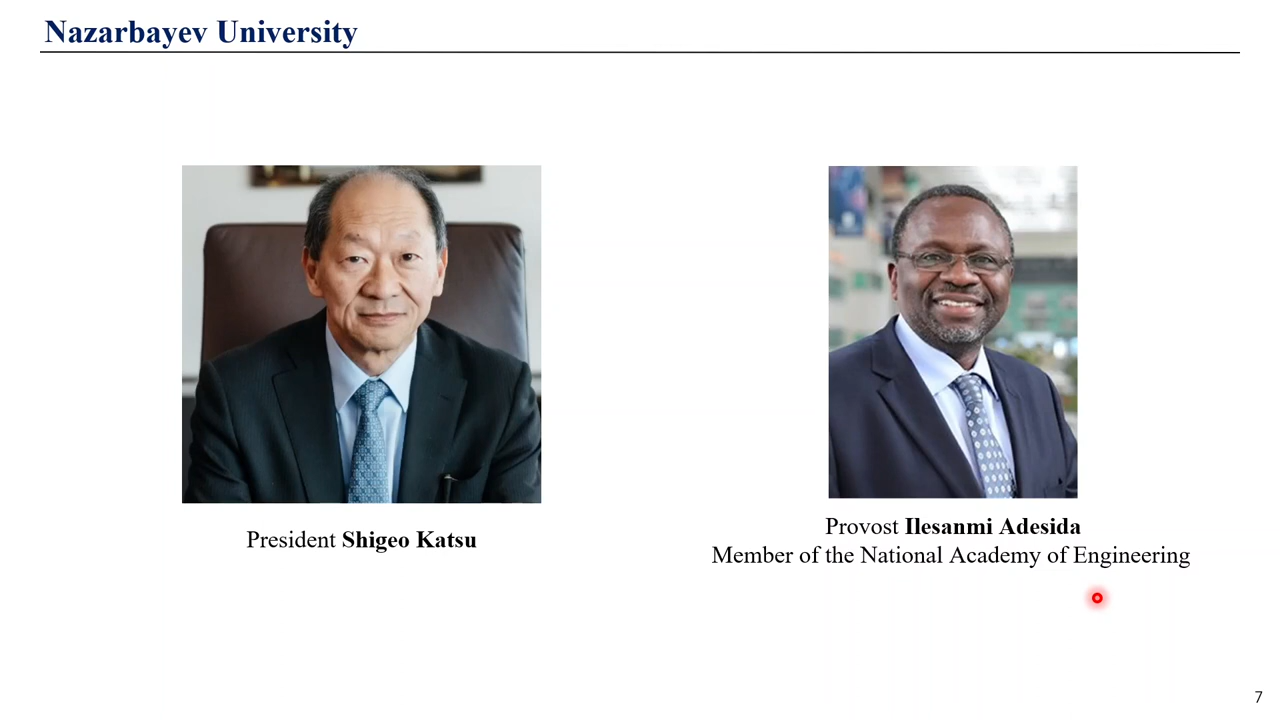 Nazarbayev University
President Shigeo Katsu
Provost Ilesanmi Adesida
Member of the National Academy of Engineering
7